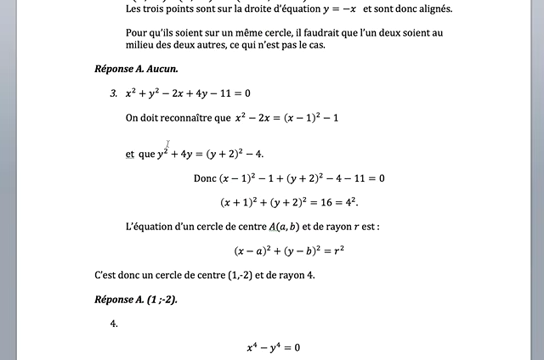 Les trois points sont sur la droite d'équation y = −x et sont donc alignés.
Pour qu'ils soient sur un même cercle, il faudrait que l'un deux soient au
milieu des deux autres, ce qui n'est pas le cas.
Réponse A. Aucun.
3. x² + y² − 2x + 4y − 11 = 0
On doit reconnaître que x² − 2x = (x − 1)² − 1
et que y² + 4y = (y + 2)² − 4.
Donc (x − 1)² − 1 + (y + 2)² − 4 − 11 = 0
(x + 1)² + (y + 2)² = 16 = 4².
L'équation d'un cercle de centre A(a, b) et de rayon r est :
(x − a)² + (y − b)² = r²
C'est donc un cercle de centre (1,-2) et de rayon 4.
Réponse A. (1 ;-2).
4.
x⁴ − y⁴ = 0